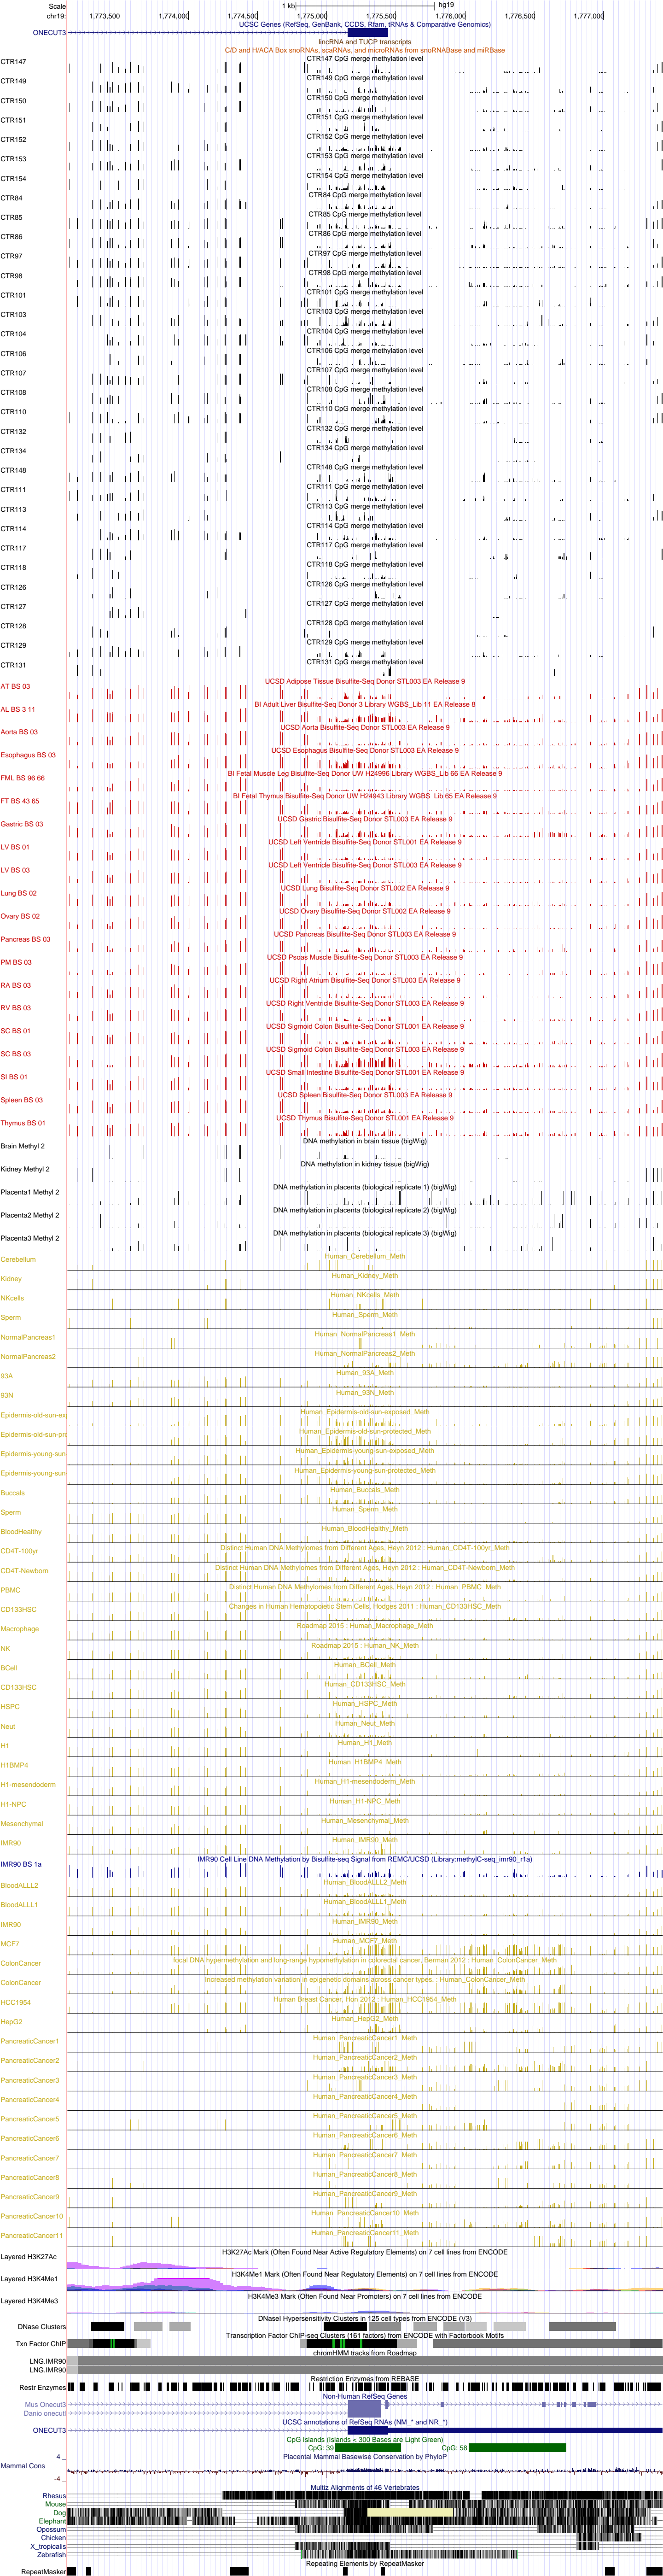 Scale 1 kb hg19
chr19: 1,773,500 1,774,000 1,774,500 1,775,000 1,775,500 1,776,000 1,776,500 1,777,000
UCSC Genes (RefSeq, GenBank, CCDS, Rfam, tRNAs & Comparative Genomics)
ONECUT3
lincRNA and TUCP transcripts
C/D and H/ACA Box snoRNAs, scaRNAs, and microRNAs from snoRNABase and miRBase
CTR147 CpG merge methylation level
CTR147
CTR149 CpG merge methylation level
CTR149
CTR150 CpG merge methylation level
CTR150
CTR151 CpG merge methylation level
CTR151
CTR152 CpG merge methylation level
CTR152
CTR153 CpG merge methylation level
CTR153
CTR154 CpG merge methylation level
CTR154
CTR84 CpG merge methylation level
CTR84
CTR85 CpG merge methylation level
CTR85
CTR86 CpG merge methylation level
CTR86
CTR97 CpG merge methylation level
CTR97
CTR98 CpG merge methylation level
CTR98
CTR101 CpG merge methylation level
CTR101
CTR103 CpG merge methylation level
CTR103
CTR104 CpG merge methylation level
CTR104
CTR106 CpG merge methylation level
CTR106
CTR107 CpG merge methylation level
CTR107
CTR108 CpG merge methylation level
CTR108
CTR110 CpG merge methylation level
CTR110
CTR132 CpG merge methylation level
CTR132
CTR134 CpG merge methylation level
CTR134
CTR148 CpG merge methylation level
CTR148
CTR111 CpG merge methylation level
CTR111
CTR113 CpG merge methylation level
CTR113
CTR114 CpG merge methylation level
CTR114
CTR117 CpG merge methylation level
CTR117
CTR118 CpG merge methylation level
CTR118
CTR126 CpG merge methylation level
CTR126
CTR127 CpG merge methylation level
CTR127
CTR128 CpG merge methylation level
CTR128
CTR129 CpG merge methylation level
CTR129
CTR131 CpG merge methylation level
CTR131
UCSD Adipose Tissue Bisulfite-Seq Donor STL003 EA Release 9
AT BS 03
BI Adult Liver Bisulfite-Seq Donor 3 Library WGBS_Lib 11 EA Release 8
AL BS 3 11
UCSD Aorta Bisulfite-Seq Donor STL003 EA Release 9
Aorta BS 03
UCSD Esophagus Bisulfite-Seq Donor STL003 EA Release 9
Esophagus BS 03
BI Fetal Muscle Leg Bisulfite-Seq Donor UW H24996 Library WGBS_Lib 66 EA Release 9
FML BS 96 66
BI Fetal Thymus Bisulfite-Seq Donor UW H24943 Library WGBS_Lib 65 EA Release 9
FT BS 43 65
UCSD Gastric Bisulfite-Seq Donor STL003 EA Release 9
Gastric BS 03
UCSD Left Ventricle Bisulfite-Seq Donor STL001 EA Release 9
LV BS 01
UCSD Left Ventricle Bisulfite-Seq Donor STL003 EA Release 9
LV BS 03
UCSD Lung Bisulfite-Seq Donor STL002 EA Release 9
Lung BS 02
UCSD Ovary Bisulfite-Seq Donor STL002 EA Release 9
Ovary BS 02
UCSD Pancreas Bisulfite-Seq Donor STL003 EA Release 9
Pancreas BS 03
UCSD Psoas Muscle Bisulfite-Seq Donor STL003 EA Release 9
PM BS 03
UCSD Right Atrium Bisulfite-Seq Donor STL003 EA Release 9
RA BS 03
UCSD Right Ventricle Bisulfite-Seq Donor STL003 EA Release 9
RV BS 03
UCSD Sigmoid Colon Bisulfite-Seq Donor STL001 EA Release 9
SC BS 01
UCSD Sigmoid Colon Bisulfite-Seq Donor STL003 EA Release 9
SC BS 03
UCSD Small Intestine Bisulfite-Seq Donor STL001 EA Release 9
SI BS 01
UCSD Spleen Bisulfite-Seq Donor STL003 EA Release 9
Spleen BS 03
UCSD Thymus Bisulfite-Seq Donor STL001 EA Release 9
Thymus BS 01
DNA methylation in brain tissue (bigWig)
Brain Methyl 2
DNA methylation in kidney tissue (bigWig)
Kidney Methyl 2
DNA methylation in placenta (biological replicate 1) (bigWig)
Placenta1 Methyl 2
DNA methylation in placenta (biological replicate 2) (bigWig)
Placenta2 Methyl 2
DNA methylation in placenta (biological replicate 3) (bigWig)
Placenta3 Methyl 2
Human_Cerebellum_Meth
Cerebellum
Human_Kidney_Meth
Kidney
Human_NKcells_Meth
NKcells
Human_Sperm_Meth
Sperm
Human_NormalPancreas1_Meth
NormalPancreas1
Human_NormalPancreas2_Meth
NormalPancreas2
Human_93A_Meth
93A
Human_93N_Meth
93N
Human_Epidermis-old-sun-exposed_Meth
Epidermis-old-sun-ex
Human_Epidermis-old-sun-protected_Meth
Epidermis-old-sun-pro
Human_Epidermis-young-sun-exposed_Meth
Epidermis-young-sun
Human_Epidermis-young-sun-protected_Meth
Epidermis-young-sun
Human_Buccals_Meth
Buccals
Human_Sperm_Meth
Sperm
Human_BloodHealthy_Meth
BloodHealthy
Distinct Human DNA Methylomes from Different Ages, Heyn 2012 : Human_CD4T-100yr_Meth
CD4T-100yr
Distinct Human DNA Methylomes from Different Ages, Heyn 2012 : Human_CD4T-Newborn_Meth
CD4T-Newborn
Distinct Human DNA Methylomes from Different Ages, Heyn 2012 : Human_PBMC_Meth
PBMC
Changes in Human Hematopoietic Stem Cells, Hodges 2011 : Human_CD133HSC_Meth
CD133HSC
Roadmap 2015 : Human_Macrophage_Meth
Macrophage
Roadmap 2015 : Human_NK_Meth
NK
Human_BCell_Meth
BCell
Human_CD133HSC_Meth
CD133HSC
Human_HSPC_Meth
HSPC
Human_Neut_Meth
Neut
Human_H1_Meth
H1
Human_H1BMP4_Meth
H1BMP4
Human_H1-mesendoderm_Meth
H1-mesendoderm
Human_H1-NPC_Meth
H1-NPC
Human_Mesenchymal_Meth
Mesenchymal
Human_IMR90_Meth
IMR90
IMR90 Cell Line DNA Methylation by Bisulfite-seq Signal from REMC/UCSD (Library:methylC-seq_imr90_r1a)
IMR90 BS 1a
Human_BloodALLL2_Meth
BloodALLL2
Human_BloodALLL1_Meth
BloodALLL1
Human_IMR90_Meth
IMR90
Human_MCF7_Meth
MCF7
focal DNA hypermethylation and long-range hypomethylation in colorectal cancer, Berman 2012 : Human_ColonCancer_Meth
ColonCancer
Increased methylation variation in epigenetic domains across cancer types. : Human_ColonCancer_Meth
ColonCancer
Human Breast Cancer, Hon 2012 : Human_HCC1954_Meth
HCC1954
Human_HepG2_Meth
HepG2
Human_PancreaticCancer1_Meth
PancreaticCancer1
Human_PancreaticCancer2_Meth
PancreaticCancer2
Human_PancreaticCancer3_Meth
PancreaticCancer3
Human_PancreaticCancer4_Meth
PancreaticCancer4
Human_PancreaticCancer5_Meth
PancreaticCancer5
Human_PancreaticCancer6_Meth
PancreaticCancer6
Human_PancreaticCancer7_Meth
PancreaticCancer7
Human_PancreaticCancer8_Meth
PancreaticCancer8
Human_PancreaticCancer9_Meth
PancreaticCancer9
Human_PancreaticCancer10_Meth
PancreaticCancer10
Human_PancreaticCancer11_Meth
PancreaticCancer11
H3K27Ac Mark (Often Found Near Active Regulatory Elements) on 7 cell lines from ENCODE
Layered H3K27Ac
H3K4Me1 Mark (Often Found Near Regulatory Elements) on 7 cell lines from ENCODE
Layered H3K4Me1
H3K4Me3 Mark (Often Found Near Promoters) on 7 cell lines from ENCODE
Layered H3K4Me3
DNaseI Hypersensitivity Clusters in 125 cell types from ENCODE (V3)
DNase Clusters
Transcription Factor ChIP-seq Clusters (161 factors) from ENCODE with Factorbook Motifs
Txn Factor ChIP
chromHMM tracks from Roadmap
LNG.IMR90
LNG.IMR90
Restriction Enzymes from REBASE
Restr Enzymes
Non-Human RefSeq Genes
Mus Onecut3
Danio onecutl
UCSC annotations of RefSeq RNAs (NM_* and NR_*)
ONECUT3
CpG Islands (Islands < 300 Bases are Light Green)
CpG: 39 CpG: 58
Placental Mammal Basewise Conservation by PhyloP
4 _
Mammal Cons
-4 _
Multiz Alignments of 46 Vertebrates
Rhesus
Mouse
Dog
Elephant
Opossum
Chicken
X_tropicalis
Zebrafish
Repeating Elements by RepeatMasker
RepeatMasker